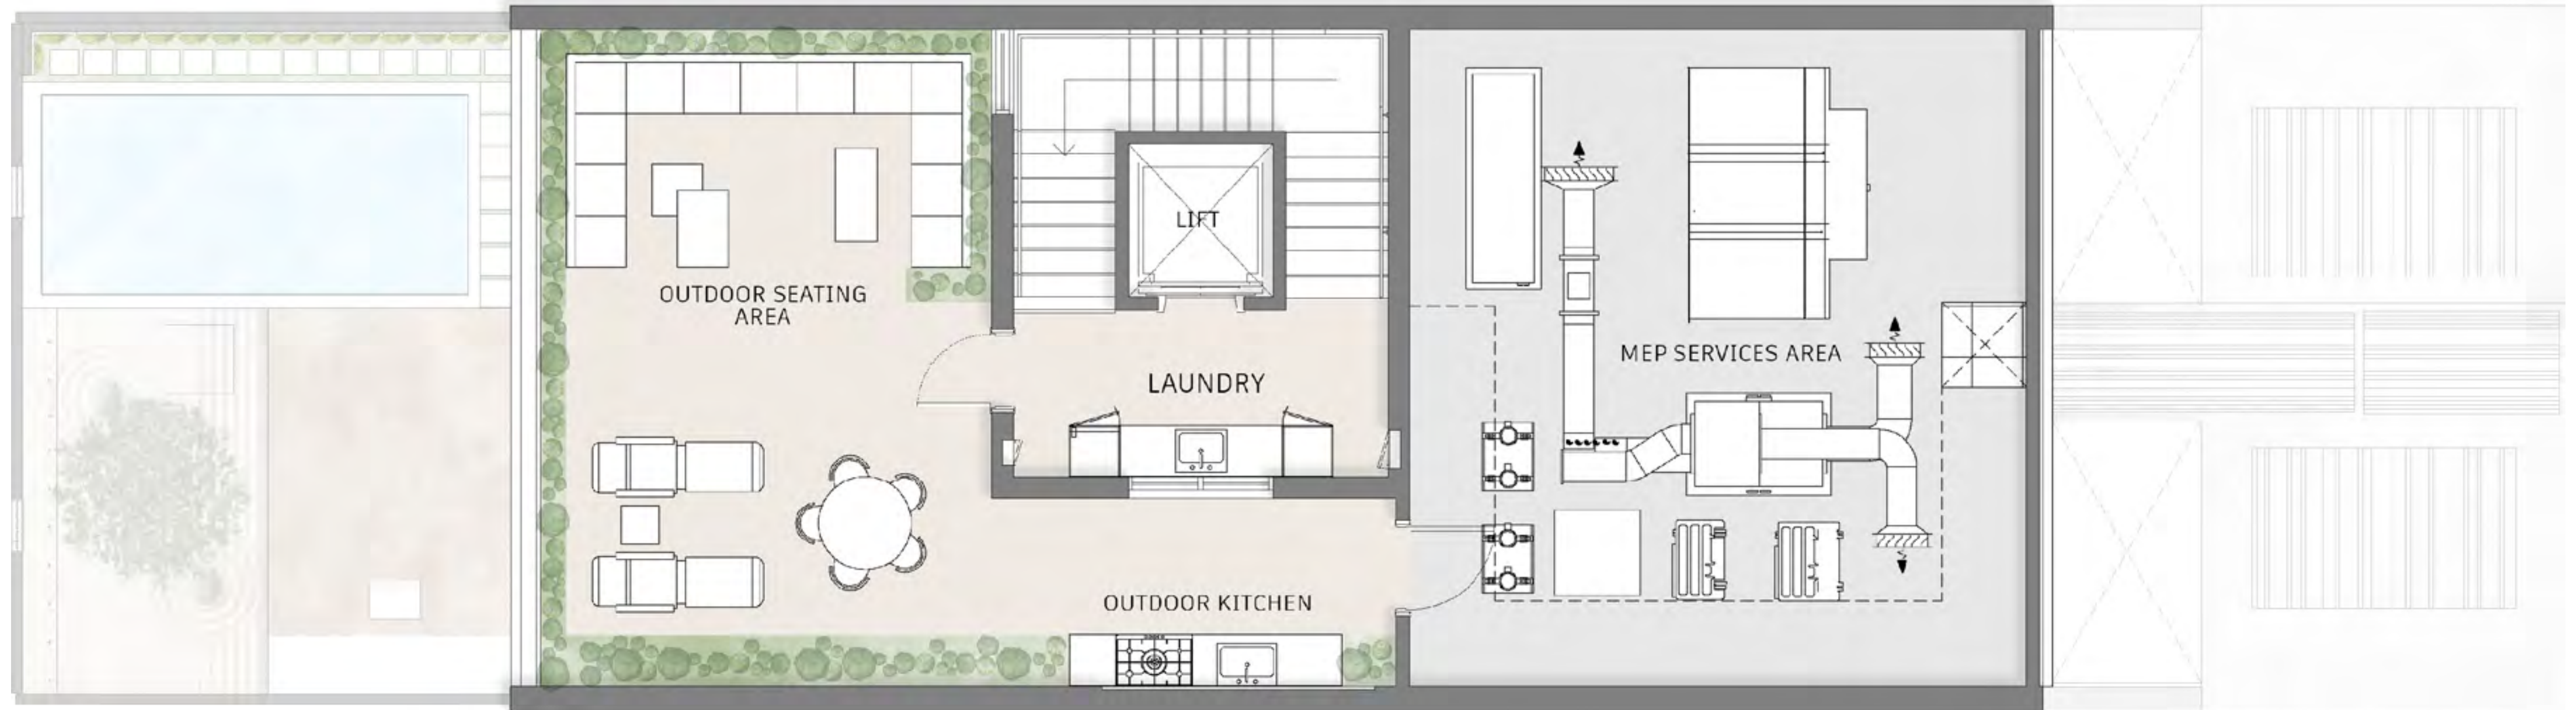 LIFT
OUTDOOR SEATING
AREA
MEP SERVICES AREA
LAUNDRY
OUTDOOR KITCHEN